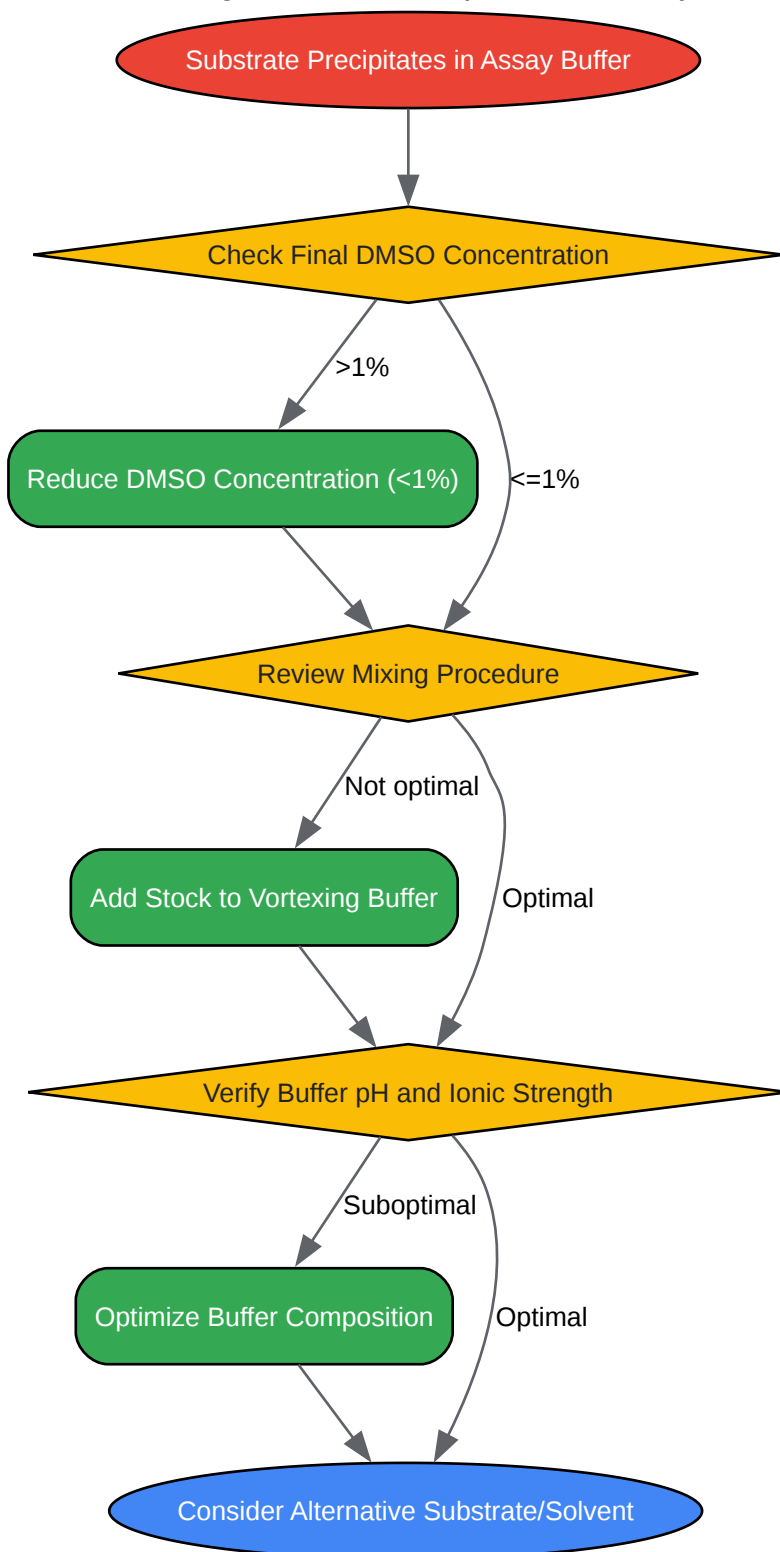 Substrate Precipitates in Assay Buffer
Check Final DMSO Concentration
>1%
Reduce DMSO Concentration (<1%)
<=1%
Review Mixing Procedure
Not optimal
Add Stock to Vortexing Buffer
Optimal
Verify Buffer pH and Ionic Strength
Suboptimal
Optimize Buffer Composition
Optimal
Consider Alternative Substrate/Solvent